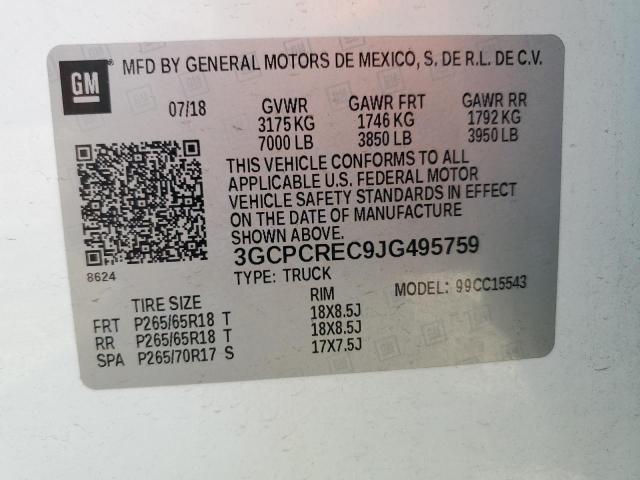 GM MFD BY GENERAL MOTORS DE MEXICO, S. DE R.L. DE C.V.
07/18 GVWR GAWR FRT GAWR RR
3175 KG 1746 KG 1792 KG
7000 LB 3850 LB 3950 LB
THIS VEHICLE CONFORMS TO ALL
APPLICABLE U.S. FEDERAL MOTOR
VEHICLE SAFETY STANDARDS IN EFFECT
ON THE DATE OF MANUFACTURE
SHOWN ABOVE.
3GCPCREC9JG495759
8624
TYPE: TRUCK MODEL: 99CC15543
TIRE SIZE RIM
FRT P265/65R18 T 18X8.5J
RR P265/65R18 T 18X8.5J
SPA P265/70R17 S 17X7.5J